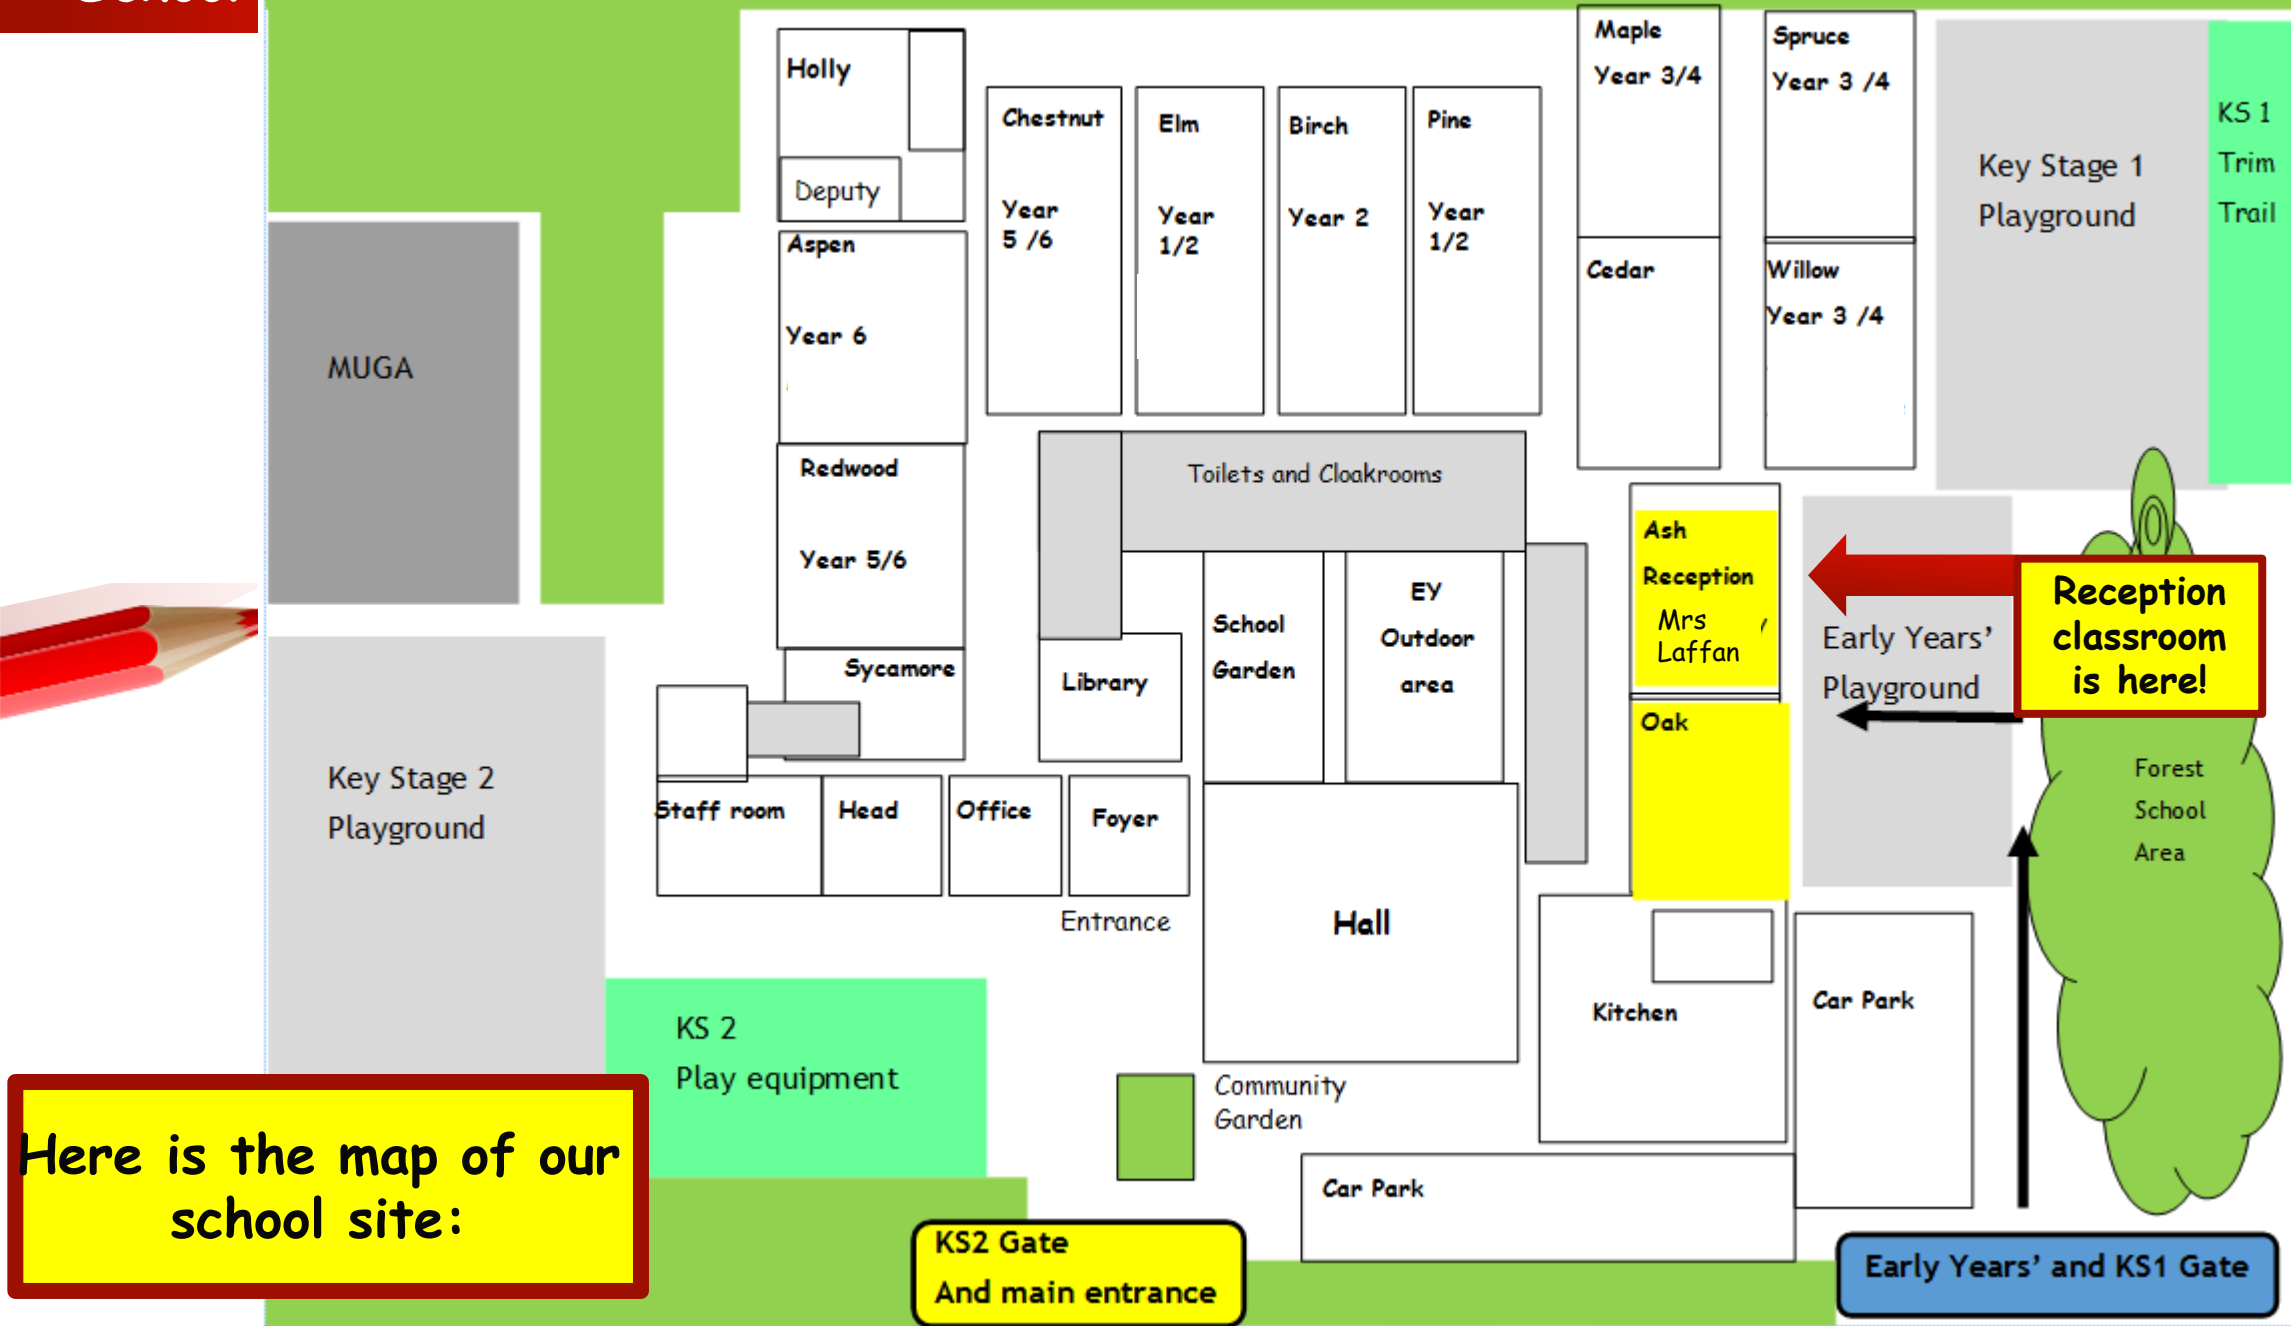 School
Holly
Deputy
Aspen
Year 6
Redwood
Year 5/6
Sycamore
Chestnut
Year
5 /6
Elm
Year
1/2
Birch
Year 2
Pine
Year
1/2
Maple
Year 3/4
Cedar
Spruce
Year 3 /4
Willow
Year 3 /4
Key Stage 1
Playground
KS 1
Trim
Trail
MUGA
Toilets and Cloakrooms
Library
School
Garden
EY
Outdoor
area
Ash
Reception
Mrs
Laffan
Oak
Early Years’
Playground
Reception
classroom
is here!
Forest
School
Area
Key Stage 2
Playground
Staff room
Head
Office
Foyer
Entrance
Hall
Kitchen
Car Park
KS 2
Play equipment
Community
Garden
Car Park
Here is the map of our
school site:
KS2 Gate
And main entrance
Early Years’ and KS1 Gate